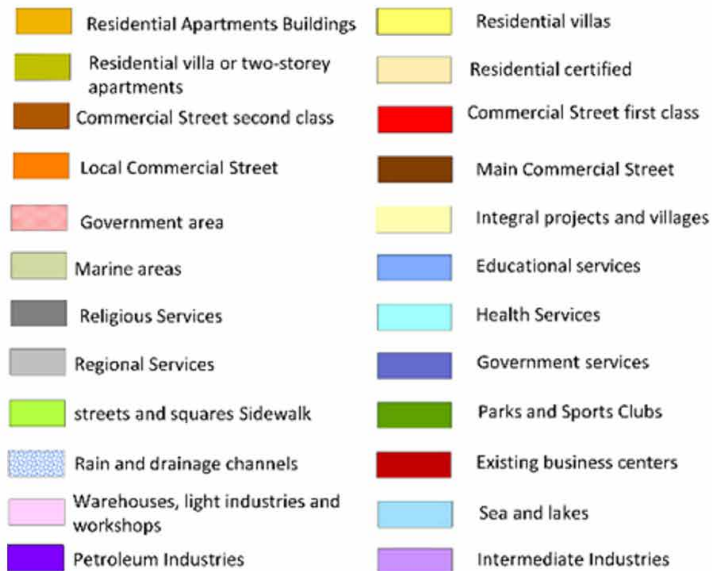 Residential Apartments Buildings
Residential villas
Residential villa or two-storey
apartments
Residential certified
Commercial Street second class
Commercial Street first class
Local Commercial Street
Main Commercial Street
Government area
Integral projects and villages
Marine areas
Educational services
Religious Services
Health Services
Regional Services
Government services
streets and squares Sidewalk
Parks and Sports Clubs
Rain and drainage channels
Existing business centers
Warehouses, light industries and
workshops
Sea and lakes
Petroleum Industries
Intermediate Industries